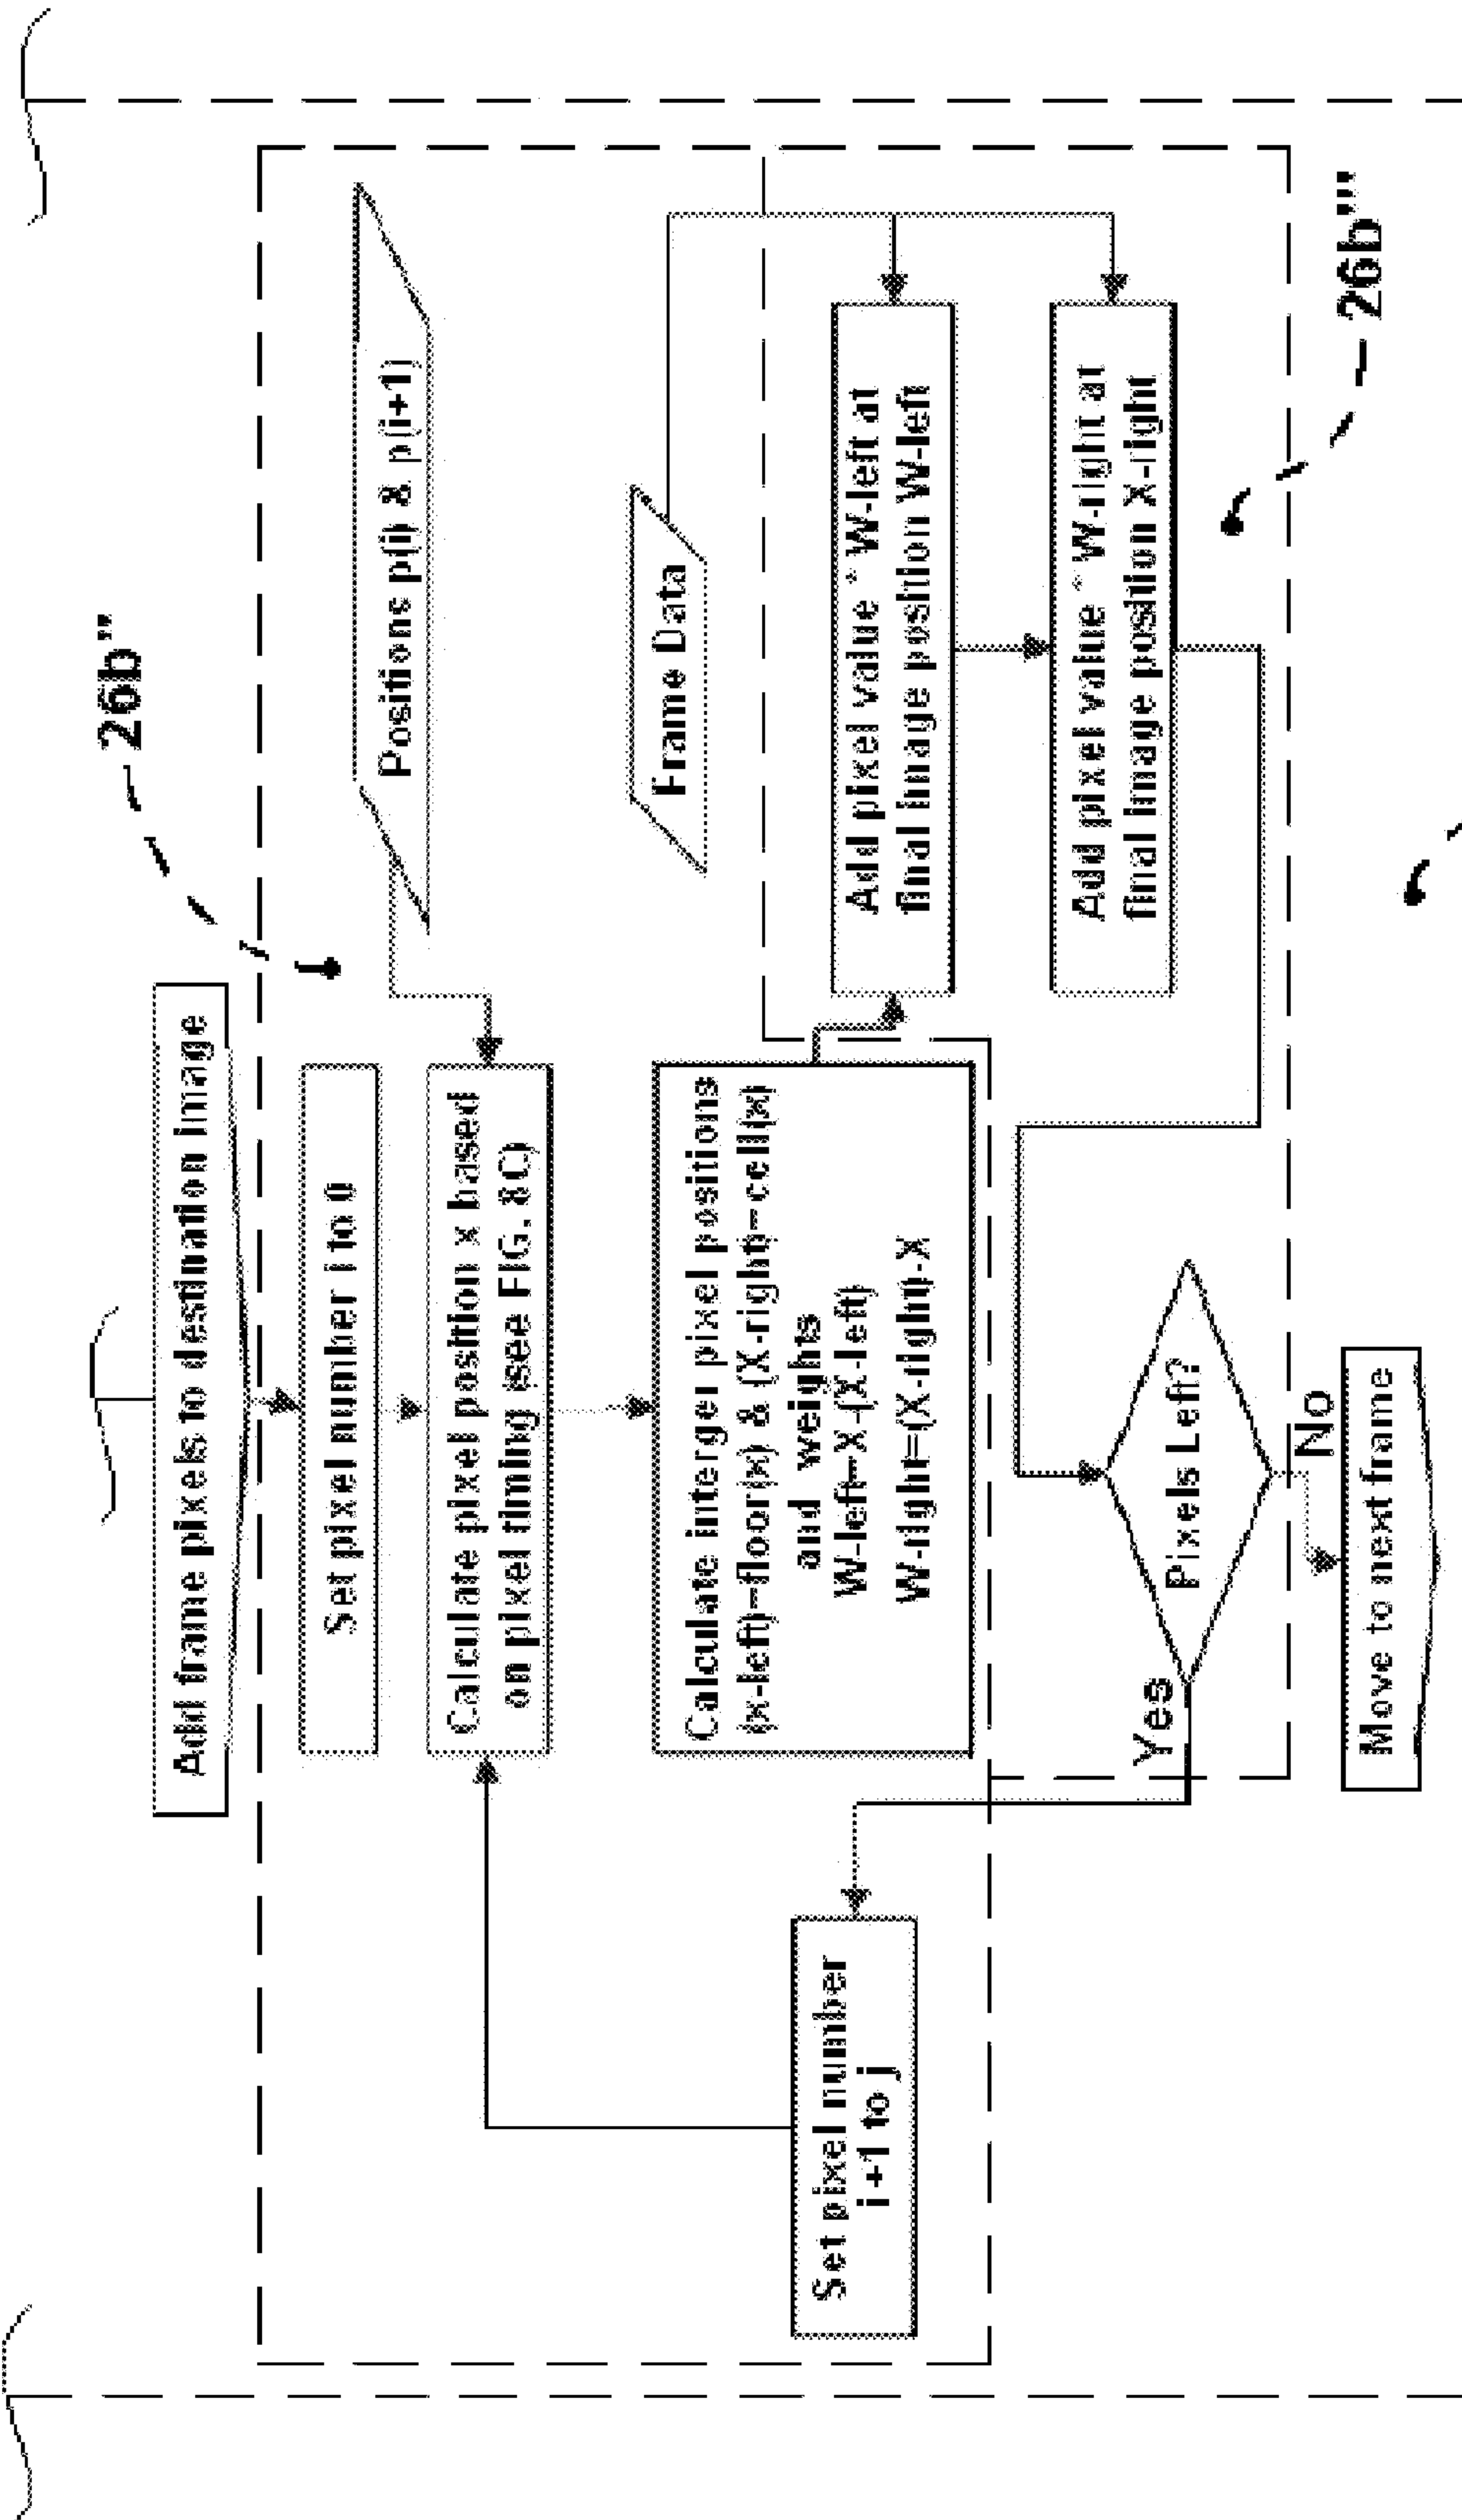 Add frame pixels to destination image
26b''
Set pixel number i to 0
Positions p(i) & p(i+1)
Calculate pixel position x based
on pixel timing (see FIG. 8C)
Frame Data
Calculate interger pixel positions
(x-left)=floor(x) & (X-right)=ceil(x)
and weights
W-left=X-(X-left)
W-right=(X-right)-X
Add pixel value * W-left at
final image position W-left
Set pixel number
i+1 to j
Add pixel value * W-right at
final image position X-right
Pixels Left?
Yes
No
26b'''
Move to next frame